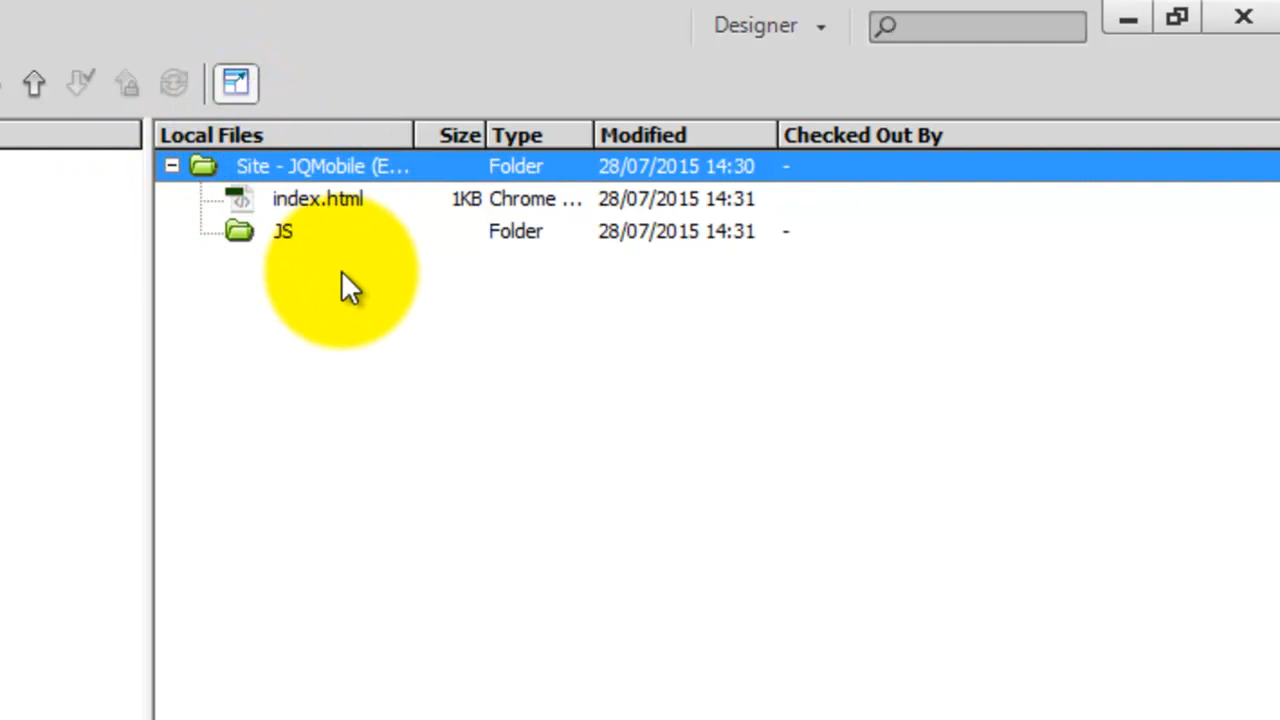 Designer
Local Files Size Type Modified Checked Out By
Site - JQMobile (E... Folder 28/07/2015 14:30 -
index.html 1KB Chrome ... 28/07/2015 14:31
JS Folder 28/07/2015 14:31 -